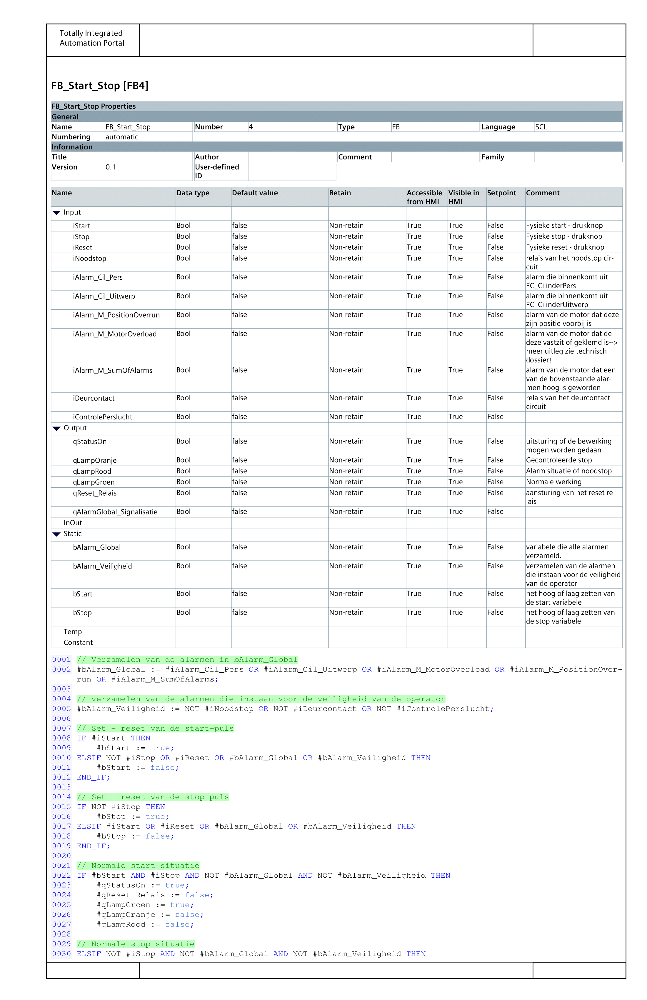 Totally Integrated
Automation Portal
FB_Start_Stop [FB4]
FB_Start_Stop Properties
General
Name FB_Start_Stop Number 4 Type FB Language SCL
Numbering automatic
Information
Title Author Comment Family
Version 0.1 User-defined
ID
Name Data type Default value Retain Accessible Visible in Setpoint Comment
from HMI HMI
Input
iStart Bool false Non-retain True True False Fysieke start - drukknop
iStop Bool false Non-retain True True False Fysieke stop - drukknop
iReset Bool false Non-retain True True False Fysieke reset - drukknop
iNoodstop Bool false Non-retain True True False relais van het noodstop cir-
cuit
iAlarm_Cil_Pers Bool false Non-retain True True False alarm die binnenkomt uit
FC_CilinderPers
iAlarm_Cil_Uitwerp Bool false Non-retain True True False alarm die binnenkomt uit
FC_CilinderUitwerp
iAlarm_M_PositionOverrun Bool false Non-retain True True False alarm van de motor dat deze
zijn positie voorbij is
iAlarm_M_MotorOverload Bool false Non-retain True True False alarm van de motor dat de
deze vastzit of geklemd is-->
meer uitleg zie technisch
dossier!
iAlarm_M_SumOfAlarms Bool false Non-retain True True False alarm van de motor dat een
van de bovenstaande alar-
men hoog is geworden
iDeurcontact Bool false Non-retain True True False relais van het deurcontact
circuit
iControlePerslucht Bool false Non-retain True True False
Output
qStatusOn Bool false Non-retain True True False uitsturing of de bewerking
mogen worden gedaan
qLampOranje Bool false Non-retain True True False Gecontroleerde stop
qLampRood Bool false Non-retain True True False Alarm situatie of noodstop
qLampGroen Bool false Non-retain True True False Normale werking
qReset_Relais Bool false Non-retain True True False aansturing van het reset re-
lais
qAlarmGlobal_Signalisatie Bool false Non-retain True True False
InOut
Static
bAlarm_Global Bool false Non-retain True True False variabele die alle alarmen
verzameld.
bAlarm_Veiligheid Bool false Non-retain True True False verzamelen van de alarmen
die instaan voor de veiligheid
van de operator
bStart Bool false Non-retain True True False het hoog of laag zetten van
de start variabele
bStop Bool false Non-retain True True False het hoog of laag zetten van
de stop variabele
Temp
Constant
0001 // Verzamelen van de alarmen in bAlarm_Global
0002 #bAlarm_Global := #iAlarm_Cil_Pers OR #iAlarm_Cil_Uitwerp OR #iAlarm_M_MotorOverload OR #iAlarm_M_PositionOver-
run OR #iAlarm_M_SumOfAlarms;
0003
0004 // verzamelen van de alarmen die instaan voor de veiligheid van de operator
0005 #bAlarm_Veiligheid := NOT #iNoodstop OR NOT #iDeurcontact OR NOT #iControlePerslucht;
0006
0007 // Set - reset van de start-puls
0008 IF #iStart THEN
0009 #bStart := true;
0010 ELSIF NOT #iStop OR #iReset OR #bAlarm_Global OR #bAlarm_Veiligheid THEN
0011 #bStart := false;
0012 END_IF;
0013
0014 // Set - reset van de stop-puls
0015 IF NOT #iStop THEN
0016 #bStop := true;
0017 ELSIF #iStart OR #iReset OR #bAlarm_Global OR #bAlarm_Veiligheid THEN
0018 #bStop := false;
0019 END_IF;
0020
0021 // Normale start situatie
0022 IF #bStart AND #iStop AND NOT #bAlarm_Global AND NOT #bAlarm_Veiligheid THEN
0023 #qStatusOn := true;
0024 #qReset_Relais := false;
0025 #qLampGroen := true;
0026 #qLampOranje := false;
0027 #qLampRood := false;
0028
0029 // Normale stop situatie
0030 ELSIF NOT #iStop AND NOT #bAlarm_Global AND NOT #bAlarm_Veiligheid THEN